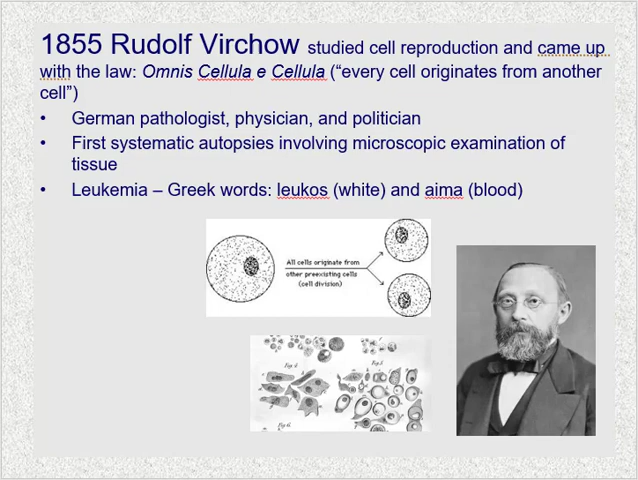 1855 Rudolf Virchow studied cell reproduction and came up
with the law: Omnis Cellula e Cellula (“every cell originates from another
cell”)
• German pathologist, physician, and politician
• First systematic autopsies involving microscopic examination of
tissue
• Leukemia – Greek words: leukos (white) and aima (blood)
All cells originate from
other preexisting cells
(cell division)